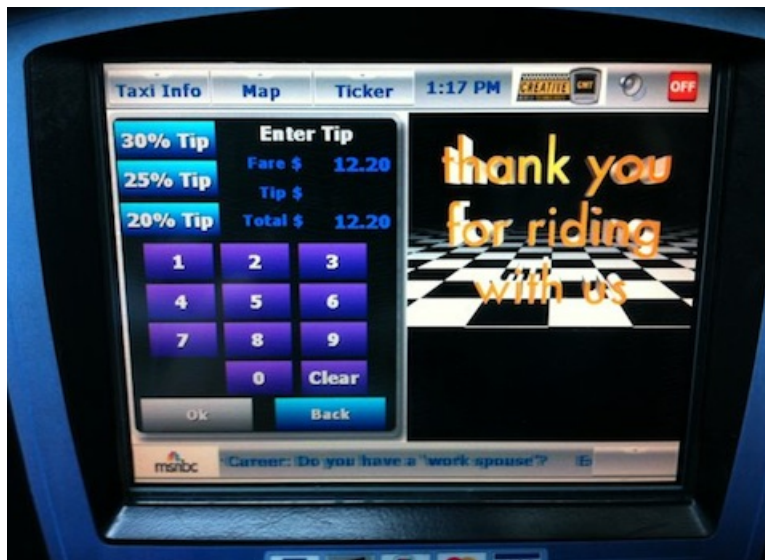 Taxi Info Map Ticker 1:17 PM CREATIVE CMT OFF
30% Tip
25% Tip
20% Tip
Enter Tip
Fare $ 12.20
Tip $
Total $ 12.20
1 2 3
4 5 6
7 8 9
0 Clear
Ok Back
thank you
for riding
with us
msnbc Career: Do you have a "work spouse"?